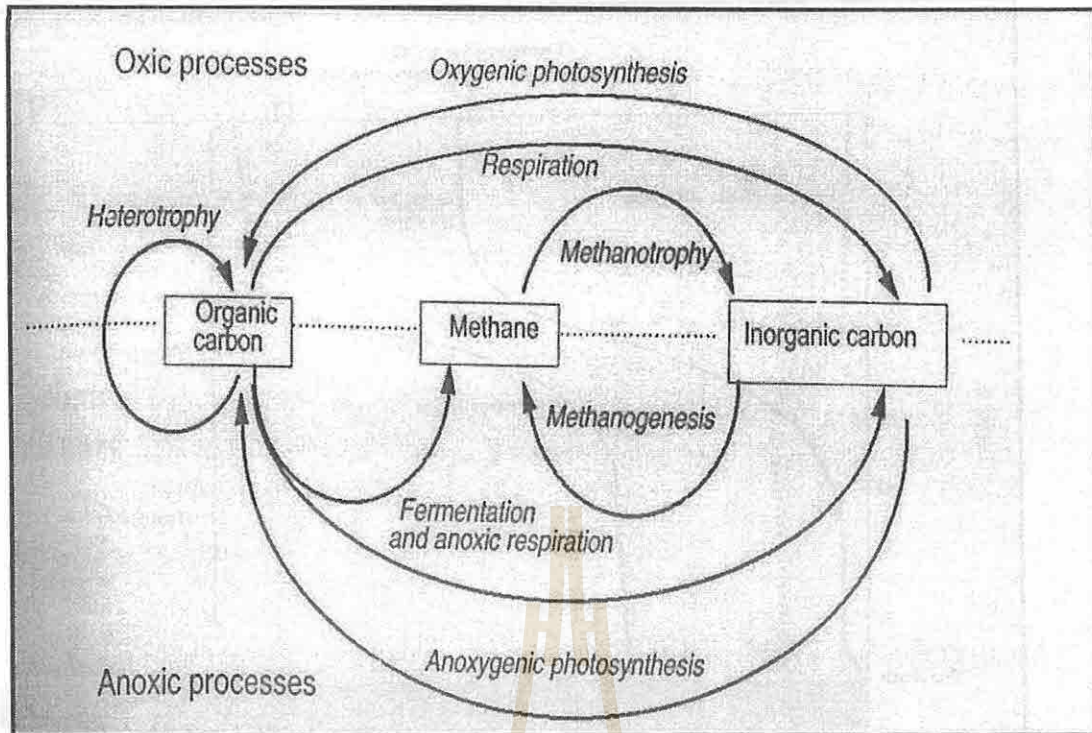 Oxic processes
Oxygenic photosynthesis
Respiration
Heterotrophy
Methanotrophy
Organic
carbon
Methane
Inorganic carbon
Methanogenesis
Fermentation
and anoxic respiration
Anoxygenic photosynthesis
Anoxic processes